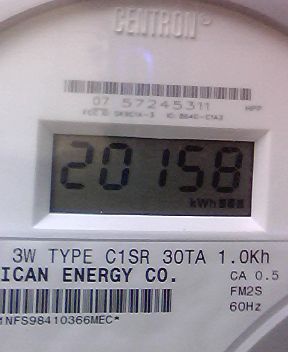 CENTRON®
07 57245311
20158
kWh
3W TYPE C1SR 30TA 1.0Kh
ICAN ENERGY CO. CA 0.5
FM2S
60Hz
NFS98410366MEC*